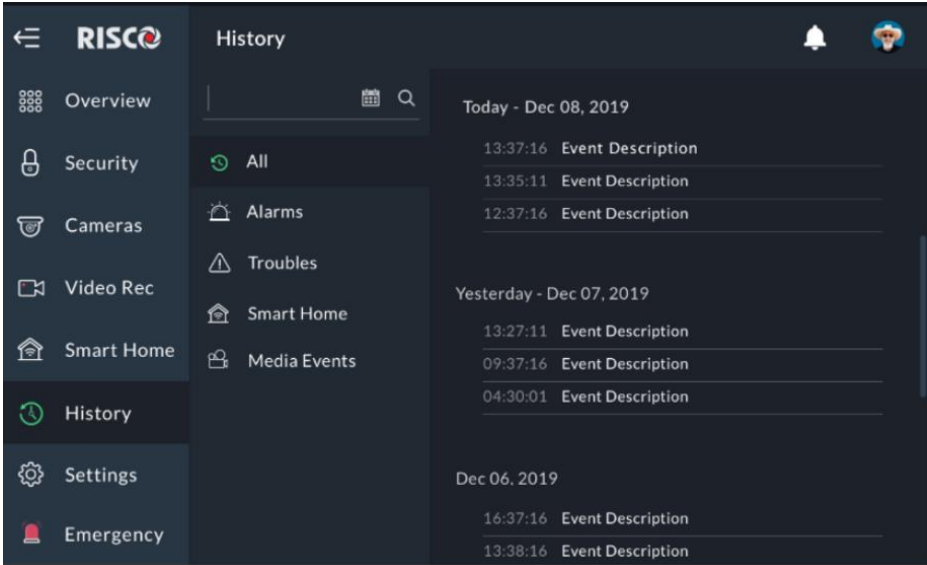 RISCO
History
Overview
Security
Cameras
Video Rec
Smart Home
History
Settings
Emergency
All
Alarms
Troubles
Smart Home
Media Events
Today - Dec 08, 2019
13:37:16 Event Description
13:35:11 Event Description
12:37:16 Event Description
Yesterday - Dec 07, 2019
13:27:11 Event Description
09:37:16 Event Description
04:30:01 Event Description
Dec 06, 2019
16:37:16 Event Description
13:38:16 Event Description